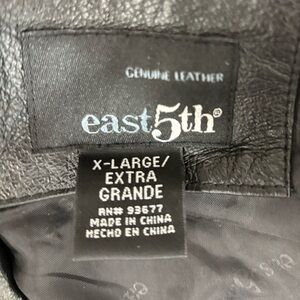 GENUINE LEATHER
east5th®
X-LARGE/
EXTRA
GRANDE
RN# 93677
MADE IN CHINA
HECHO EN CHINA